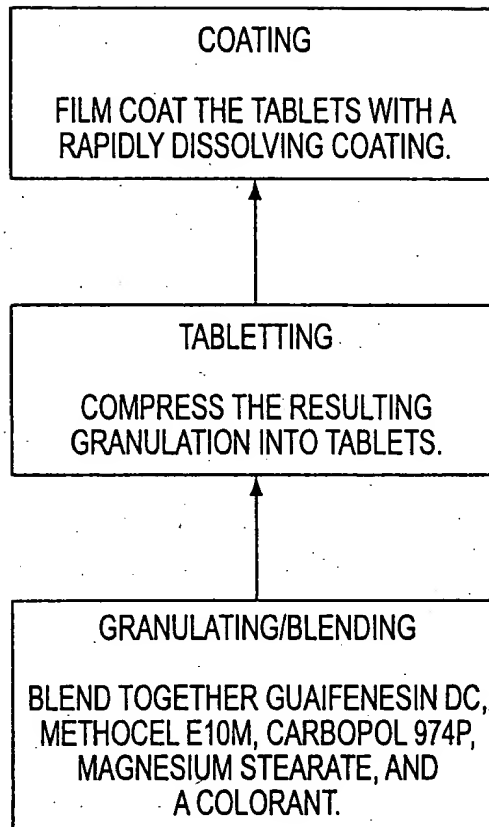 COATING
FILM COAT THE TABLETS WITH A
RAPIDLY DISSOLVING COATING.
TABLETTING
COMPRESS THE RESULTING
GRANULATION INTO TABLETS.
GRANULATING/BLENDING
BLEND TOGETHER GUAIFENESIN DC,
METHOCEL E10M, CARBOPOL 974P,
MAGNESIUM STEARATE, AND
A COLORANT.